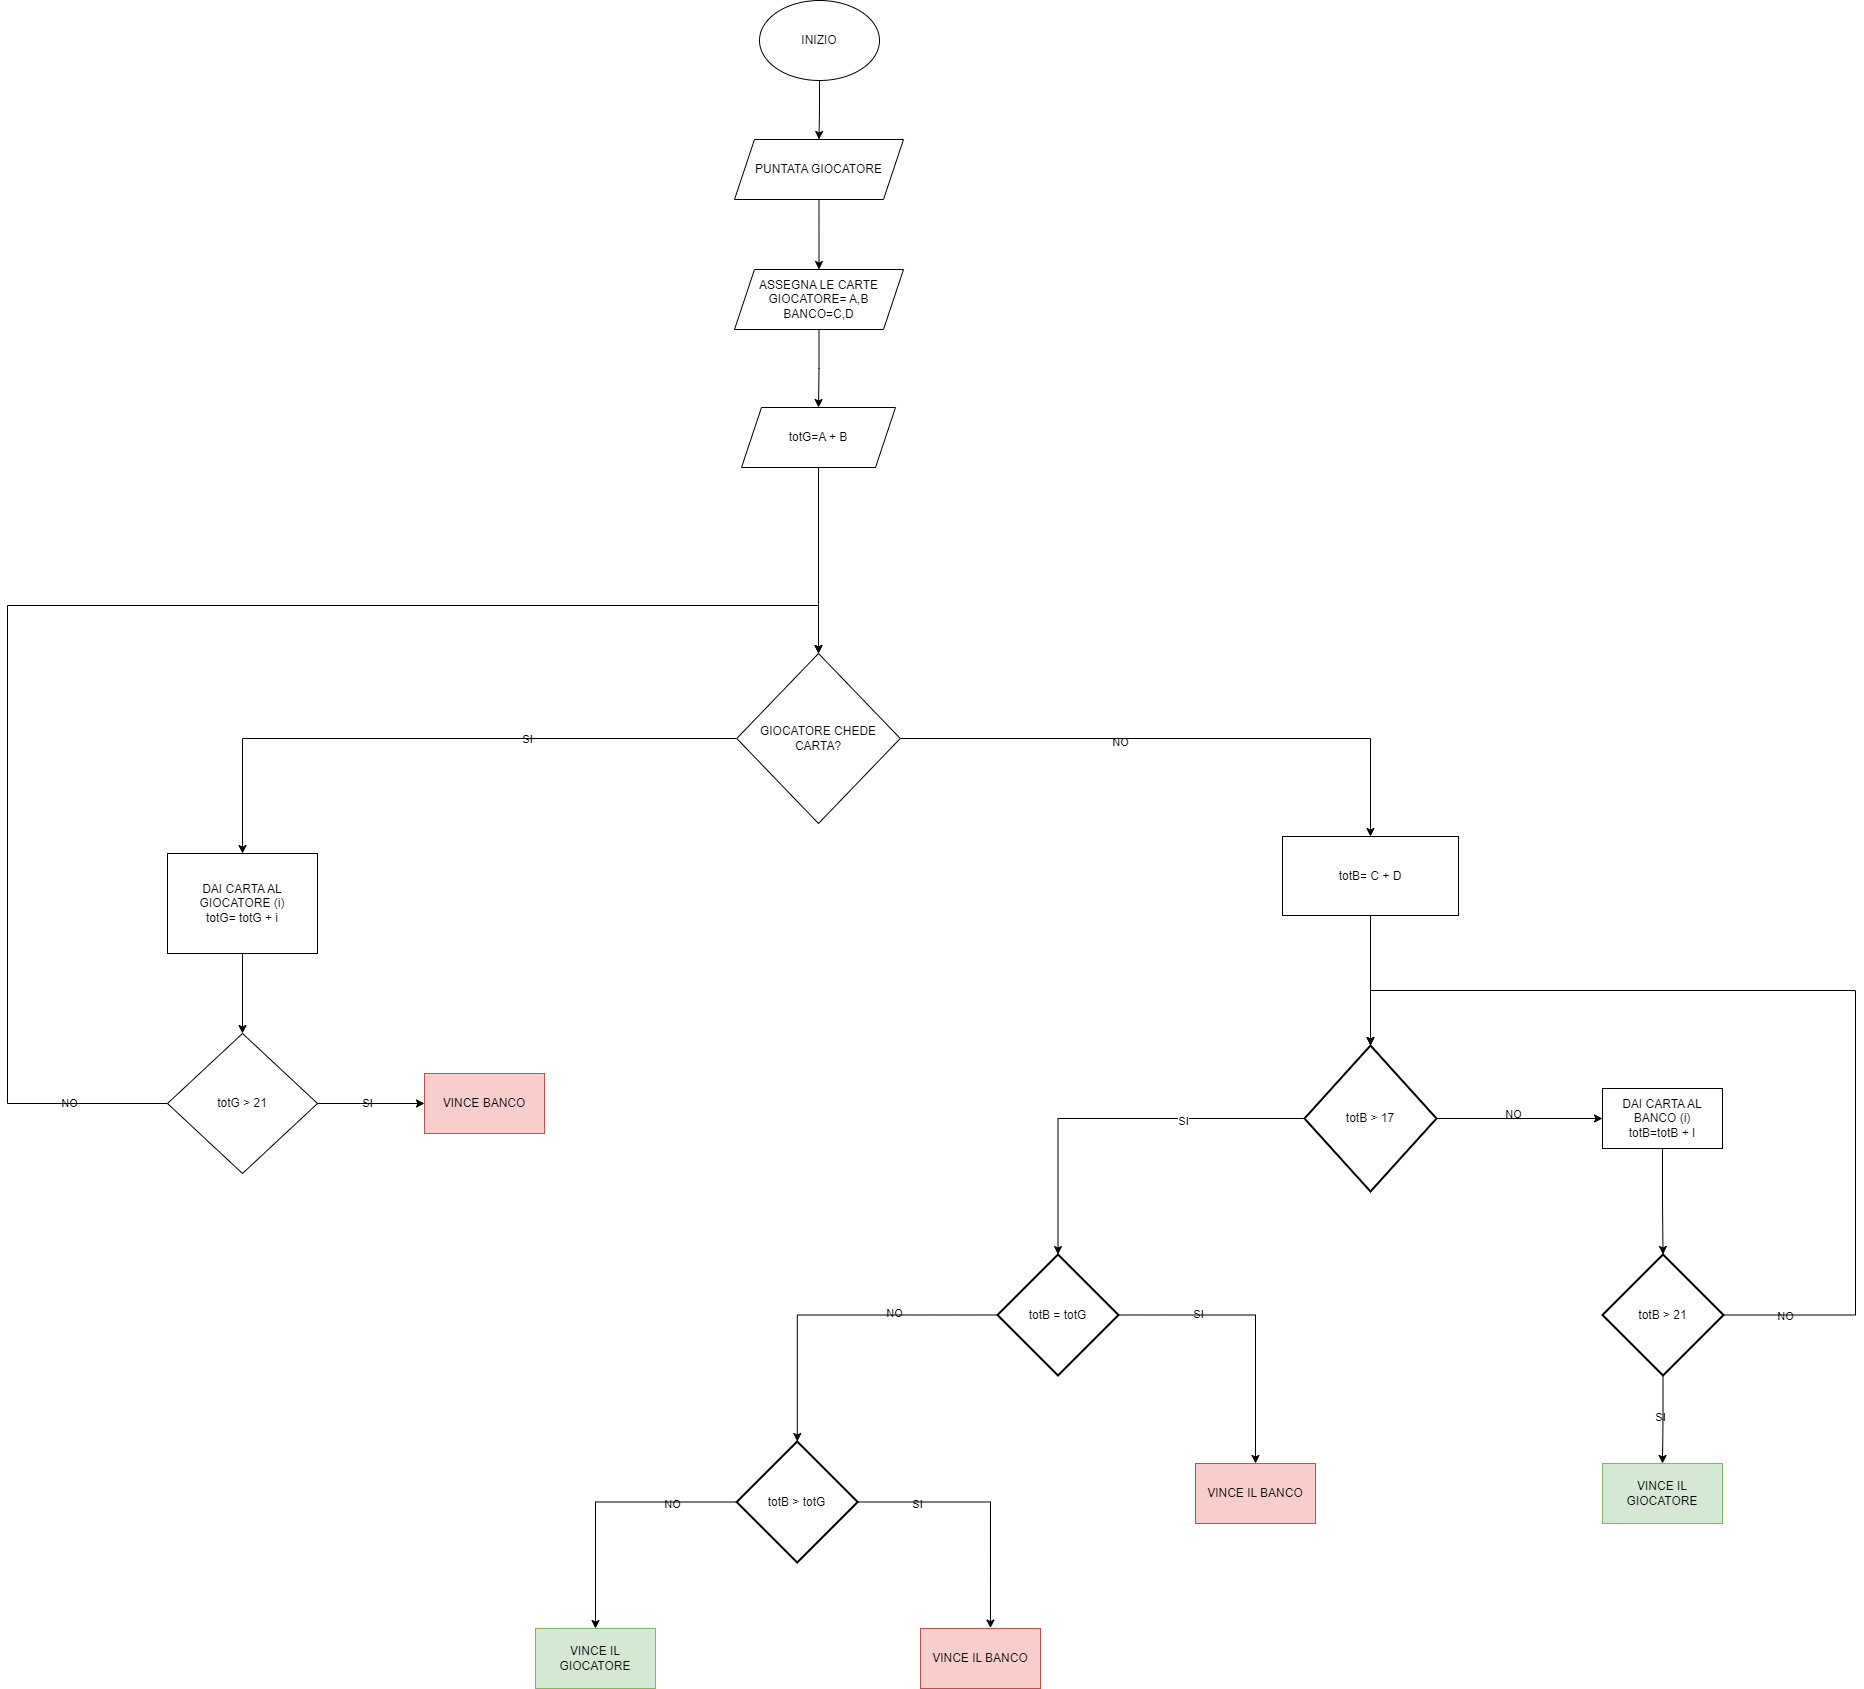 INIZIO
PUNTATA GIOCATORE
ASSEGNA LE CARTE
GIOCATORE= A,B
BANCO=C,D
totG=A + B
GIOCATORE CHEDE
CARTA?
SI
NO
DAI CARTA AL
GIOCATORE (i)
totG= totG + i
totB= C + D
totG > 21
NO
SI
VINCE BANCO
totB > 17
SI
NO
DAI CARTA AL
BANCO (i)
totB=totB + I
totB = totG
NO
SI
totB > 21
NO
SI
totB > totG
NO
SI
VINCE IL BANCO
VINCE IL
GIOCATORE
VINCE IL
GIOCATORE
VINCE IL BANCO